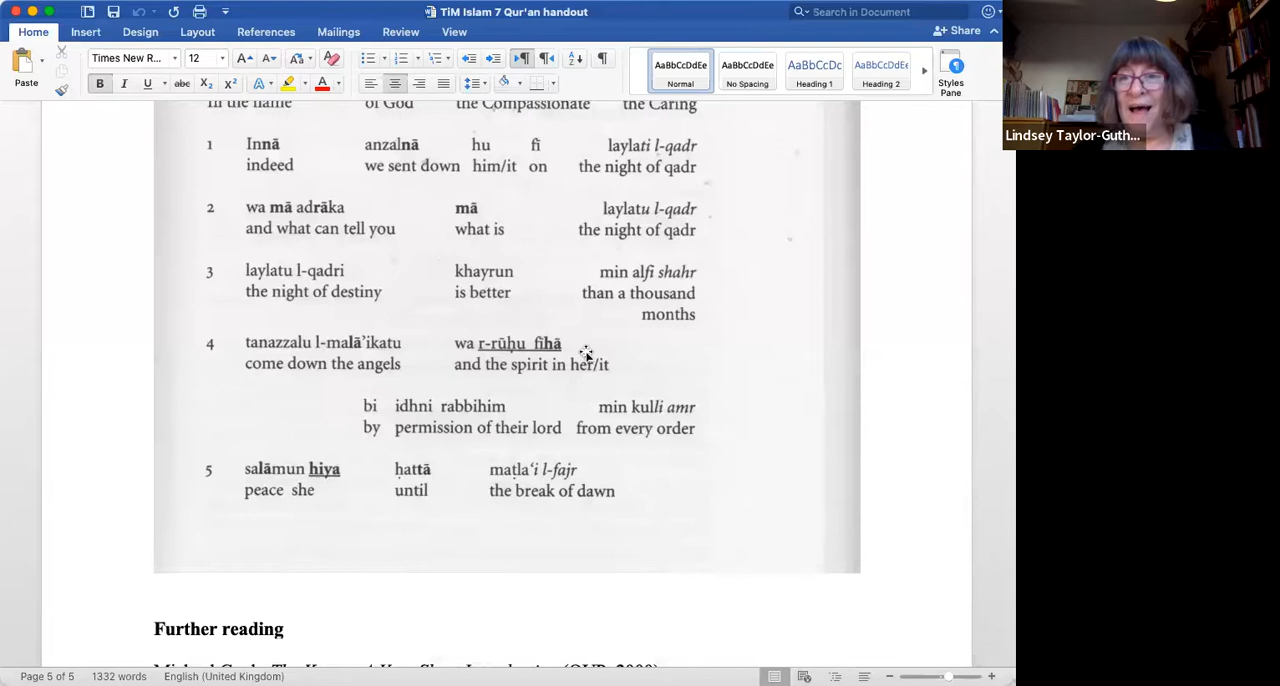 TiM Islam 7 Qur'an handout
Search in Document
Home Insert Design Layout References Mailings Review View
Share
Paste
Times New R... 12
B I U abc X₂ X² A A
AaBbCcDdEe AaBbCcDdEe AaBbCcDc AaBbCcDdEe
Normal No Spacing Heading 1 Heading 2
Styles Pane
In the name of God the Compassionate the Caring
1 Innā anzalnā hu fī laylati l-qadr
indeed we sent down him/it on the night of qadr
2 wa mā adrāka mā laylatu l-qadr
and what can tell you what is the night of qadr
3 laylatu l-qadri khayrun min alfi shahr
the night of destiny is better than a thousand
months
4 tanazzalu l-malā'ikatu wa r-rūḥu fīhā
come down the angels and the spirit in her/it
bi idhni rabbihim min kulli amr
by permission of their lord from every order
5 salāmun hiya ḥattā maṭla'i l-fajr
peace she until the break of dawn
Further reading
Page 5 of 5 1332 words English (United Kingdom)
Lindsey Taylor-Guth...